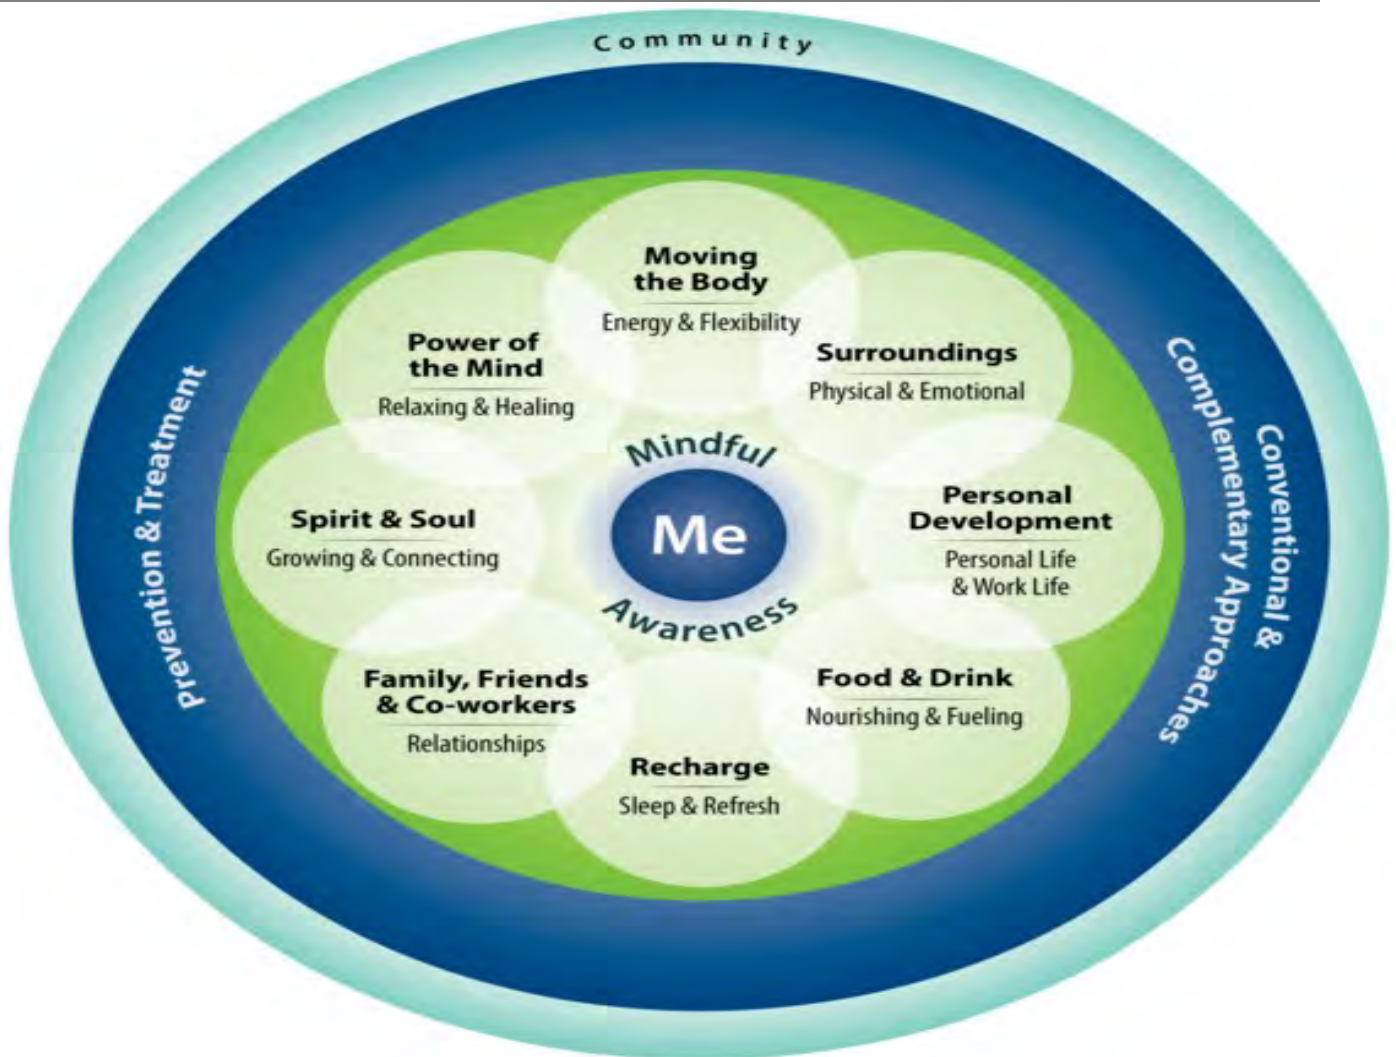 Community
Moving
the Body
Energy & Flexibility
Surroundings
Physical & Emotional
Personal
Development
Personal Life
& Work Life
Food & Drink
Nourishing & Fueling
Recharge
Sleep & Refresh
Family, Friends
& Co-workers
Relationships
Spirit & Soul
Growing & Connecting
Power of
the Mind
Relaxing & Healing
Mindful
Me
Awareness
Prevention & Treatment
Conventional &
Complementary Approaches